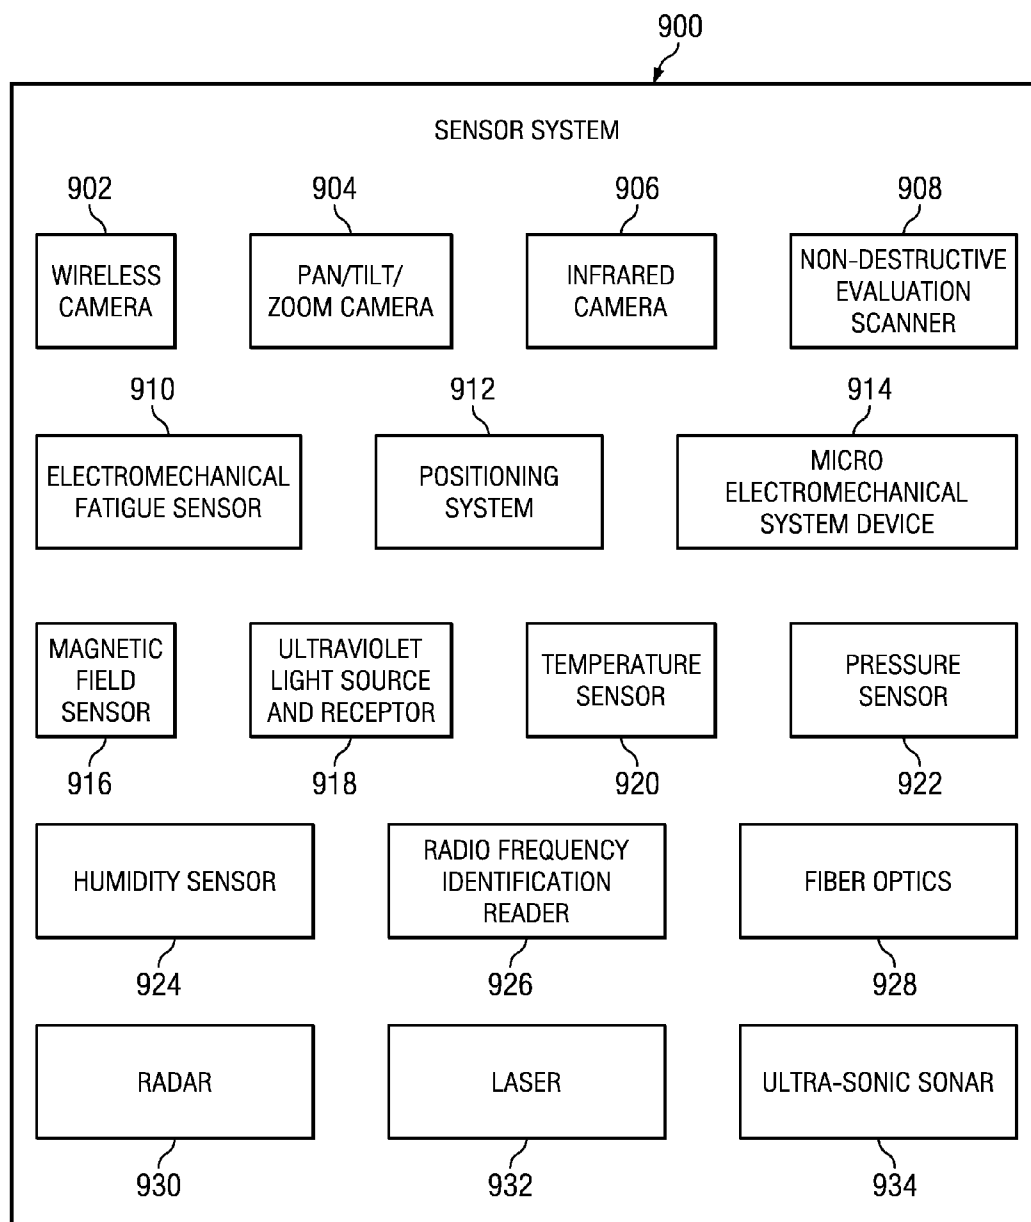 900
SENSOR SYSTEM
902
904
906
908
WIRELESS
CAMERA
PAN/TILT/
ZOOM CAMERA
INFRARED
CAMERA
NON-DESTRUCTIVE
EVALUATION
SCANNER
910
912
914
ELECTROMECHANICAL
FATIGUE SENSOR
POSITIONING
SYSTEM
MICRO
ELECTROMECHANICAL
SYSTEM DEVICE
MAGNETIC
FIELD
SENSOR
ULTRAVIOLET
LIGHT SOURCE
AND RECEPTOR
TEMPERATURE
SENSOR
PRESSURE
SENSOR
916
918
920
922
HUMIDITY SENSOR
RADIO FREQUENCY
IDENTIFICATION
READER
FIBER OPTICS
924
926
928
RADAR
LASER
ULTRA-SONIC SONAR
930
932
934